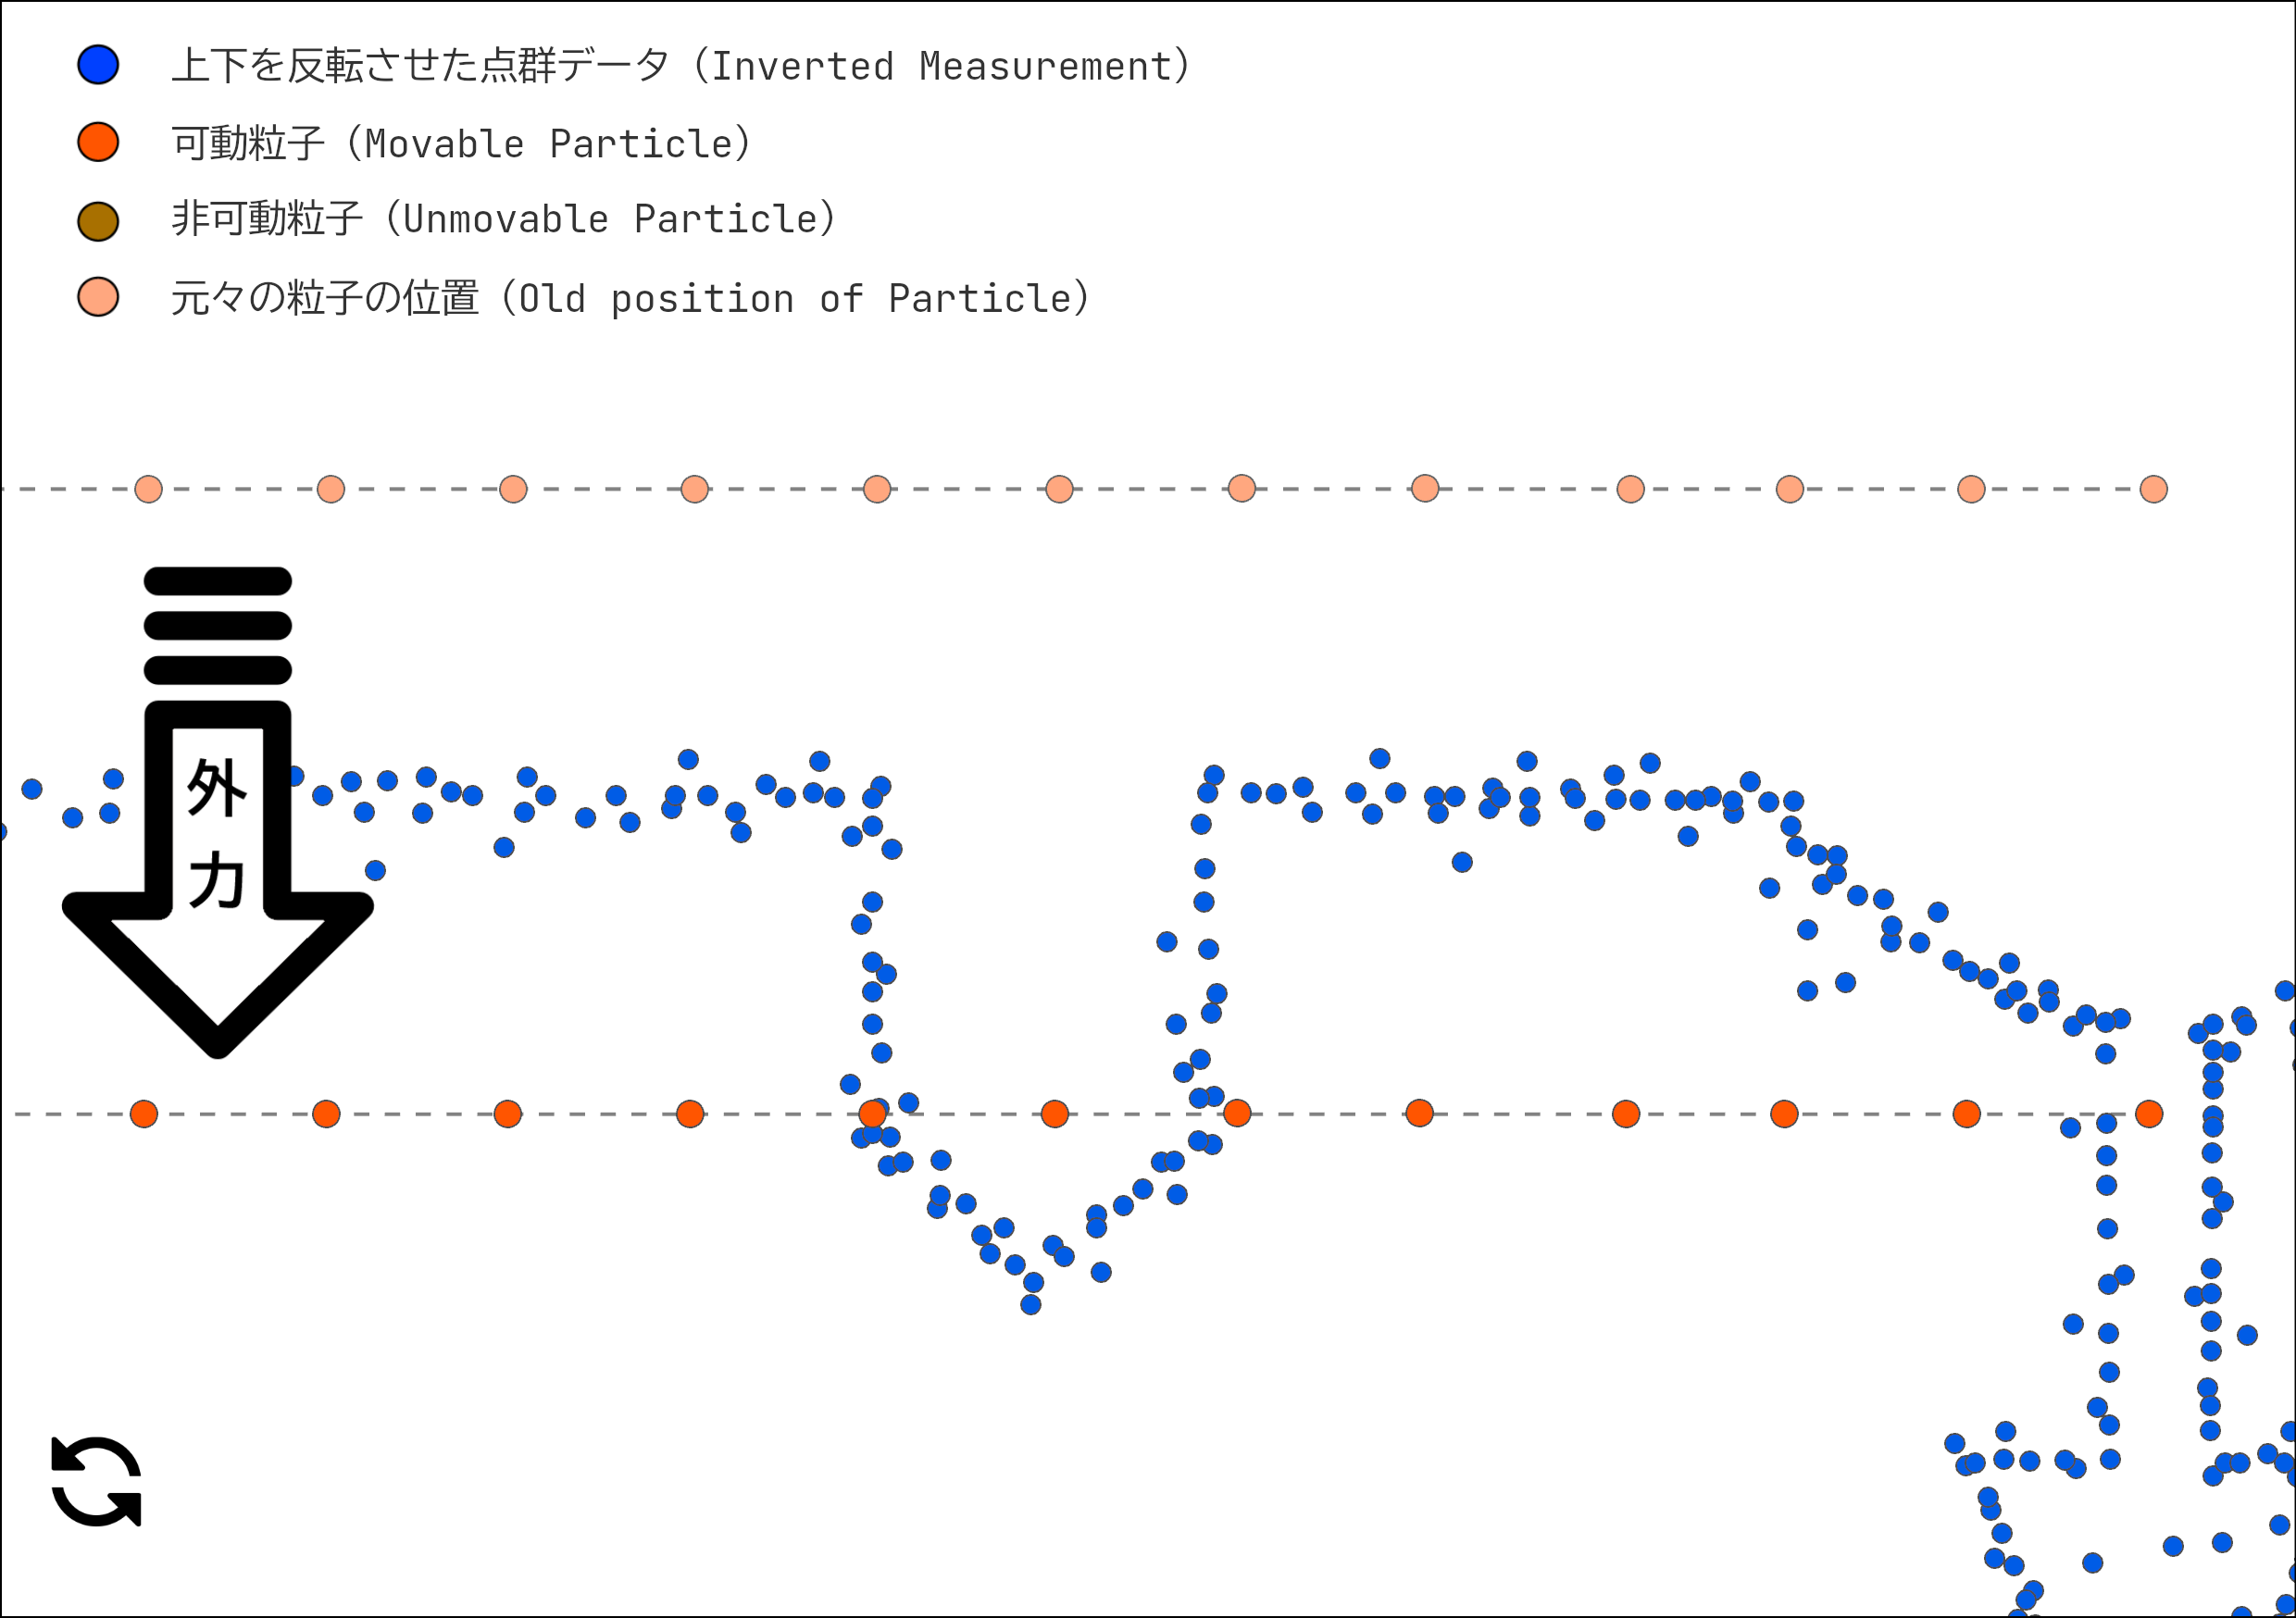 上下を反転させた点群データ（Inverted Measurement）
可動粒子（Movable Particle）
非可動粒子（Unmovable Particle）
元々の粒子の位置（Old position of Particle）
外
力